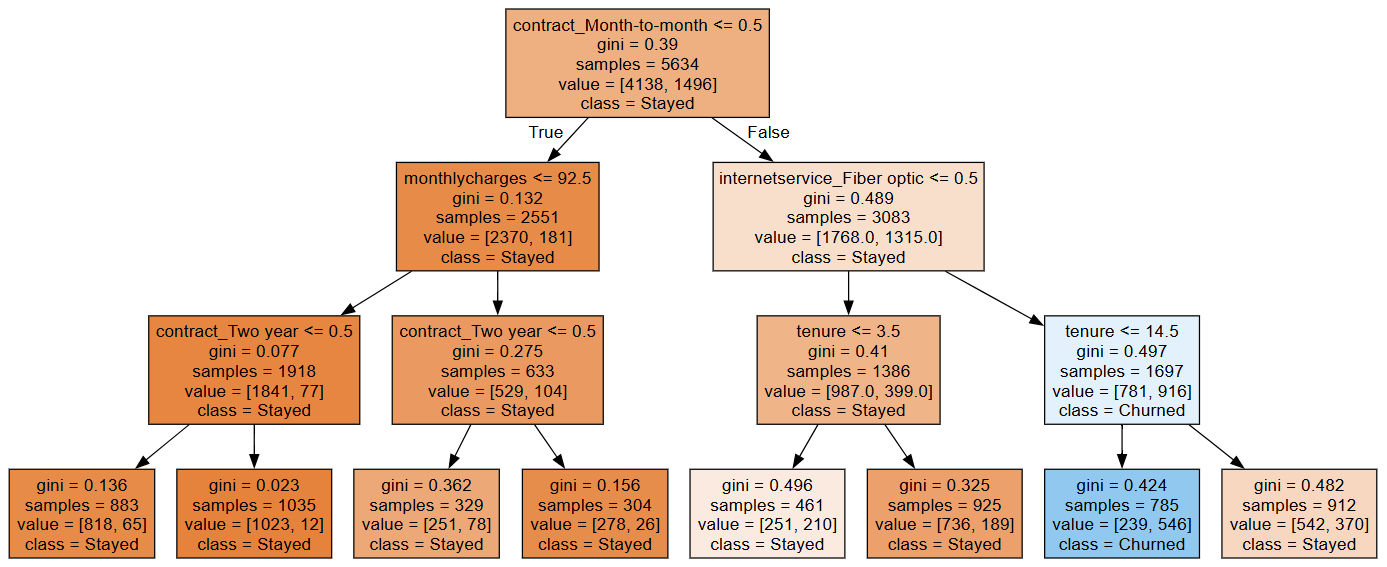 contract_Month-to-month <= 0.5
gini = 0.39
samples = 5634
value = [4138, 1496]
class = Stayed
True
False
monthlycharges <= 92.5
gini = 0.132
samples = 2551
value = [2370, 181]
class = Stayed
internetservice_Fiber optic <= 0.5
gini = 0.489
samples = 3083
value = [1768.0, 1315.0]
class = Stayed
contract_Two year <= 0.5
gini = 0.077
samples = 1918
value = [1841, 77]
class = Stayed
contract_Two year <= 0.5
gini = 0.275
samples = 633
value = [529, 104]
class = Stayed
tenure <= 3.5
gini = 0.41
samples = 1386
value = [987.0, 399.0]
class = Stayed
tenure <= 14.5
gini = 0.497
samples = 1697
value = [781, 916]
class = Churned
gini = 0.136
samples = 883
value = [818, 65]
class = Stayed
gini = 0.023
samples = 1035
value = [1023, 12]
class = Stayed
gini = 0.362
samples = 329
value = [251, 78]
class = Stayed
gini = 0.156
samples = 304
value = [278, 26]
class = Stayed
gini = 0.496
samples = 461
value = [251, 210]
class = Stayed
gini = 0.325
samples = 925
value = [736, 189]
class = Stayed
gini = 0.424
samples = 785
value = [239, 546]
class = Churned
gini = 0.482
samples = 912
value = [542, 370]
class = Stayed